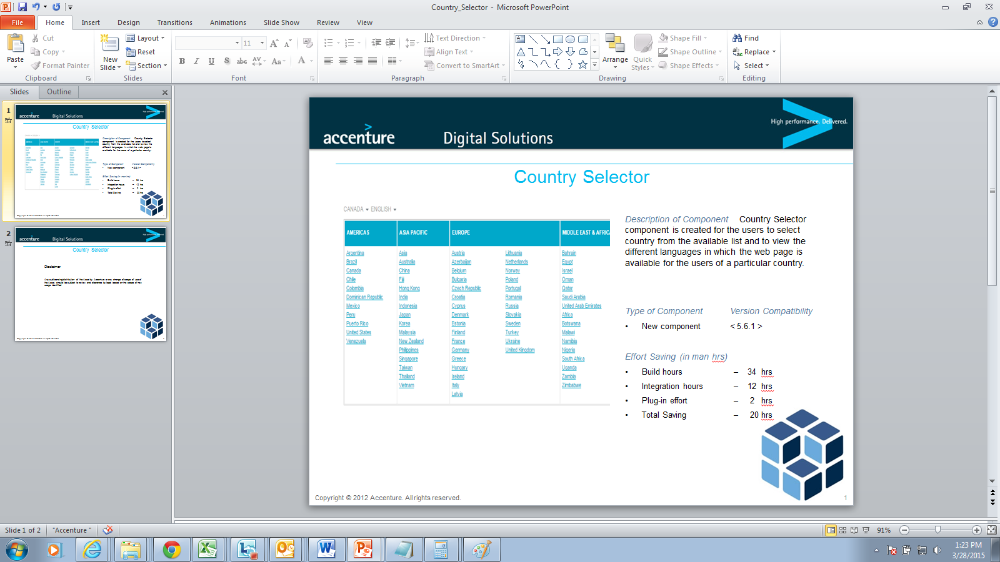 Country_Selector - Microsoft PowerPoint
File Home Insert Design Transitions Animations Slide Show Review View
Paste
Cut
Copy
Format Painter
Clipboard
New Slide
Layout
Reset
Section
Slides
11
B I U S abc AV Aa A
Font
Text Direction
Align Text
Convert to SmartArt
Paragraph
Arrange
Quick Styles
Shape Fill
Shape Outline
Shape Effects
Drawing
Find
Replace
Select
Editing
Slides Outline
1
accenture Digital Solutions
Country Selector
2
accenture Digital Solutions
Country Selector
Disclaimer
High performance. Delivered.
accenture Digital Solutions
Country Selector
CANADA ENGLISH
AMERICAS ASIA PACIFIC EUROPE MIDDLE EAST & AFRIC
Argentina Asia Austria Lithuania Bahrain
Brazil Australia Azerbaijan Netherlands Egypt
Canada China Belgium Norway Israel
Chile Fiji Bulgaria Poland Oman
Colombia Hong Kong Czech Republic Portugal Qatar
Dominican Republic India Croatia Romania Saudi Arabia
Mexico Indonesia Cyprus Russia United Arab Emirates
Peru Japan Denmark Slovakia Africa
Puerto Rico Korea Estonia Sweden Botswana
United States Malaysia Finland Turkey Malawi
Venezuela New Zealand France Ukraine Namibia
Philippines Germany United Kingdom Nigeria
Singapore Greece South Africa
Taiwan Hungary Uganda
Thailand Ireland Zambia
Vietnam Italy Zimbabwe
Latvia
Description of Component Country Selector
component is created for the users to select
country from the available list and to view the
different languages in which the web page is
available for the users of a particular country.
Type of Component Version Compatibility
• New component < 5.6.1 >
Effort Saving (in man hrs)
• Build hours – 34 hrs
• Integration hours – 12 hrs
• Plug-in effort – 2 hrs
• Total Saving – 20 hrs
Copyright © 2012 Accenture. All rights reserved.
1
Slide 1 of 2 "Accenture " 91%
1:23 PM
3/28/2015